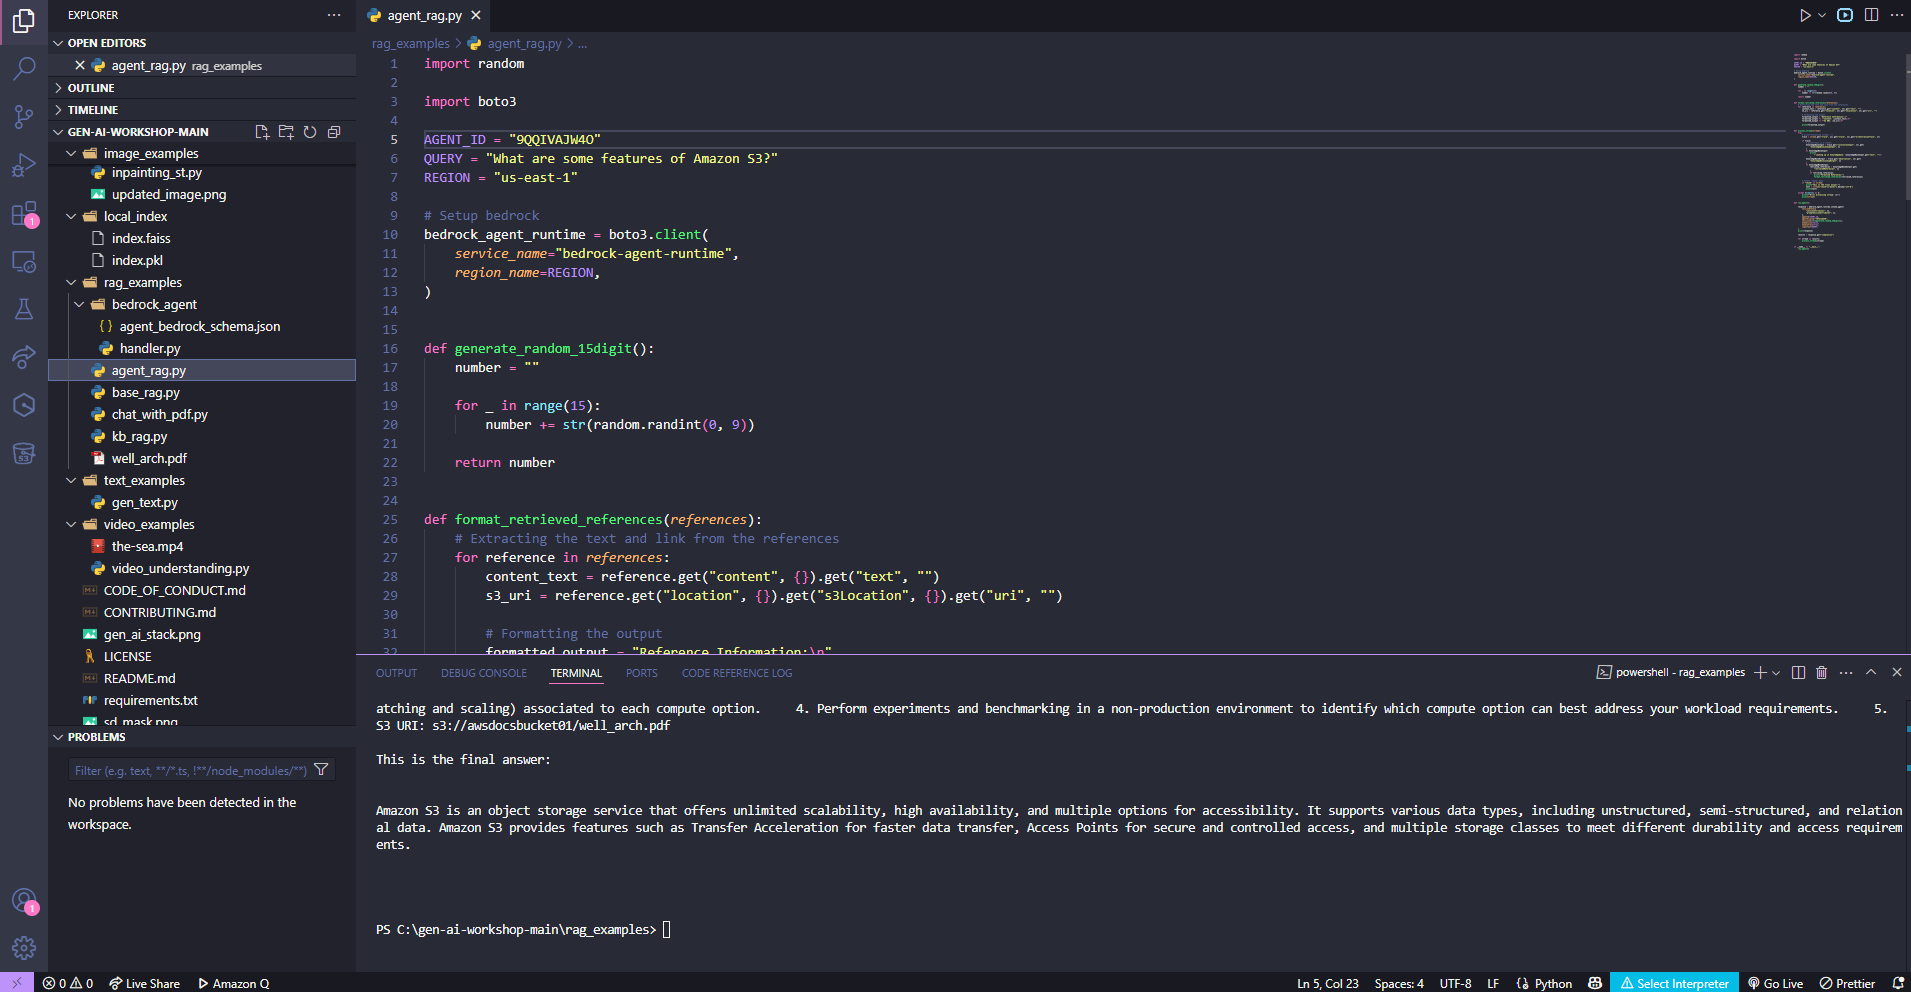 EXPLORER
OPEN EDITORS
agent_rag.py rag_examples
OUTLINE
TIMELINE
GEN-AI-WORKSHOP-MAIN
image_examples
inpainting_st.py
updated_image.png
local_index
index.faiss
index.pkl
rag_examples
bedrock_agent
agent_bedrock_schema.json
handler.py
agent_rag.py
base_rag.py
chat_with_pdf.py
kb_rag.py
well_arch.pdf
text_examples
gen_text.py
video_examples
the-sea.mp4
video_understanding.py
CODE_OF_CONDUCT.md
CONTRIBUTING.md
gen_ai_stack.png
LICENSE
README.md
requirements.txt
sd_mask.png
PROBLEMS
Filter (e.g. text, **/*.ts, !**/node_modules/**)
No problems have been detected in the
workspace.
agent_rag.py
rag_examples > agent_rag.py > ...
1 import random
2
3 import boto3
4
5 AGENT_ID = "9QQIVAJW4O"
6 QUERY = "What are some features of Amazon S3?"
7 REGION = "us-east-1"
8
9 # Setup bedrock
10 bedrock_agent_runtime = boto3.client(
11 service_name="bedrock-agent-runtime",
12 region_name=REGION,
13 )
14
15
16 def generate_random_15digit():
17 number = ""
18
19 for _ in range(15):
20 number += str(random.randint(0, 9))
21
22 return number
23
24
25 def format_retrieved_references(references):
26 # Extracting the text and link from the references
27 for reference in references:
28 content_text = reference.get("content", {}).get("text", "")
29 s3_uri = reference.get("location", {}).get("s3Location", {}).get("uri", "")
30
31 # Formatting the output
32 formatted_output = "Reference Information:\n"
OUTPUT DEBUG CONSOLE TERMINAL PORTS CODE REFERENCE LOG
powershell - rag_examples
atching and scaling) associated to each compute option. 4. Perform experiments and benchmarking in a non-production environment to identify which compute option can best address your workload requirements. 5.
S3 URI: s3://awsdocsbucket01/well_arch.pdf
This is the final answer:
Amazon S3 is an object storage service that offers unlimited scalability, high availability, and multiple options for accessibility. It supports various data types, including unstructured, semi-structured, and relation
al data. Amazon S3 provides features such as Transfer Acceleration for faster data transfer, Access Points for secure and controlled access, and multiple storage classes to meet different durability and access requirem
ents.
PS C:\gen-ai-workshop-main\rag_examples>
0 0 Live Share Amazon Q
Ln 5, Col 23 Spaces: 4 UTF-8 LF Python Select Interpreter Go Live Prettier